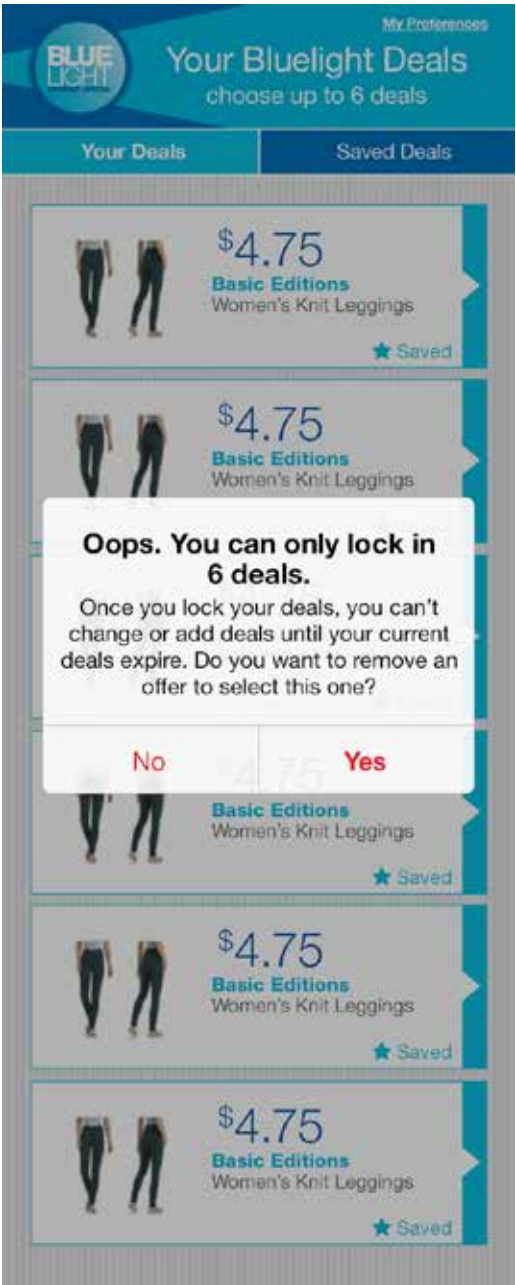 My Preferences
BLUE
LIGHT
Your Bluelight Deals
choose up to 6 deals
Your Deals
Saved Deals
$4.75
Basic Editions
Women's Knit Leggings
Saved
$4.75
Basic Editions
Women's Knit Leggings
Oops. You can only lock in
6 deals.
Once you lock your deals, you can't
change or add deals until your current
deals expire. Do you want to remove an
offer to select this one?
No
Yes
4.75
Basic Editions
Women's Knit Leggings
Saved
$4.75
Basic Editions
Women's Knit Leggings
Saved
$4.75
Basic Editions
Women's Knit Leggings
Saved